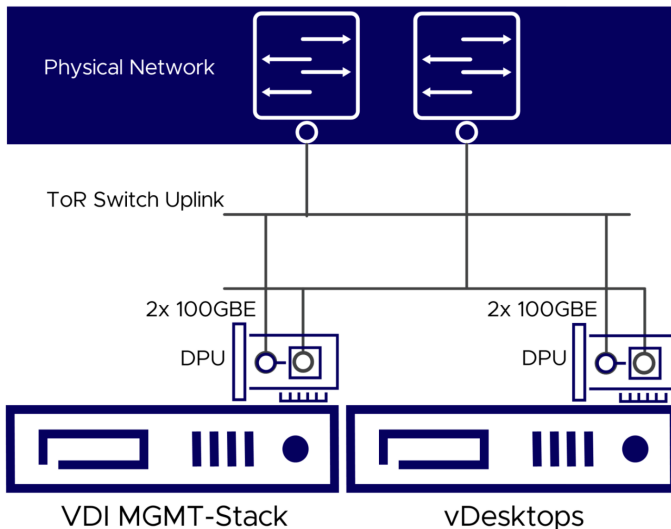 Physical Network
ToR Switch Uplink
2x 100GBE
2x 100GBE
DPU
DPU
VDI MGMT-Stack
vDesktops